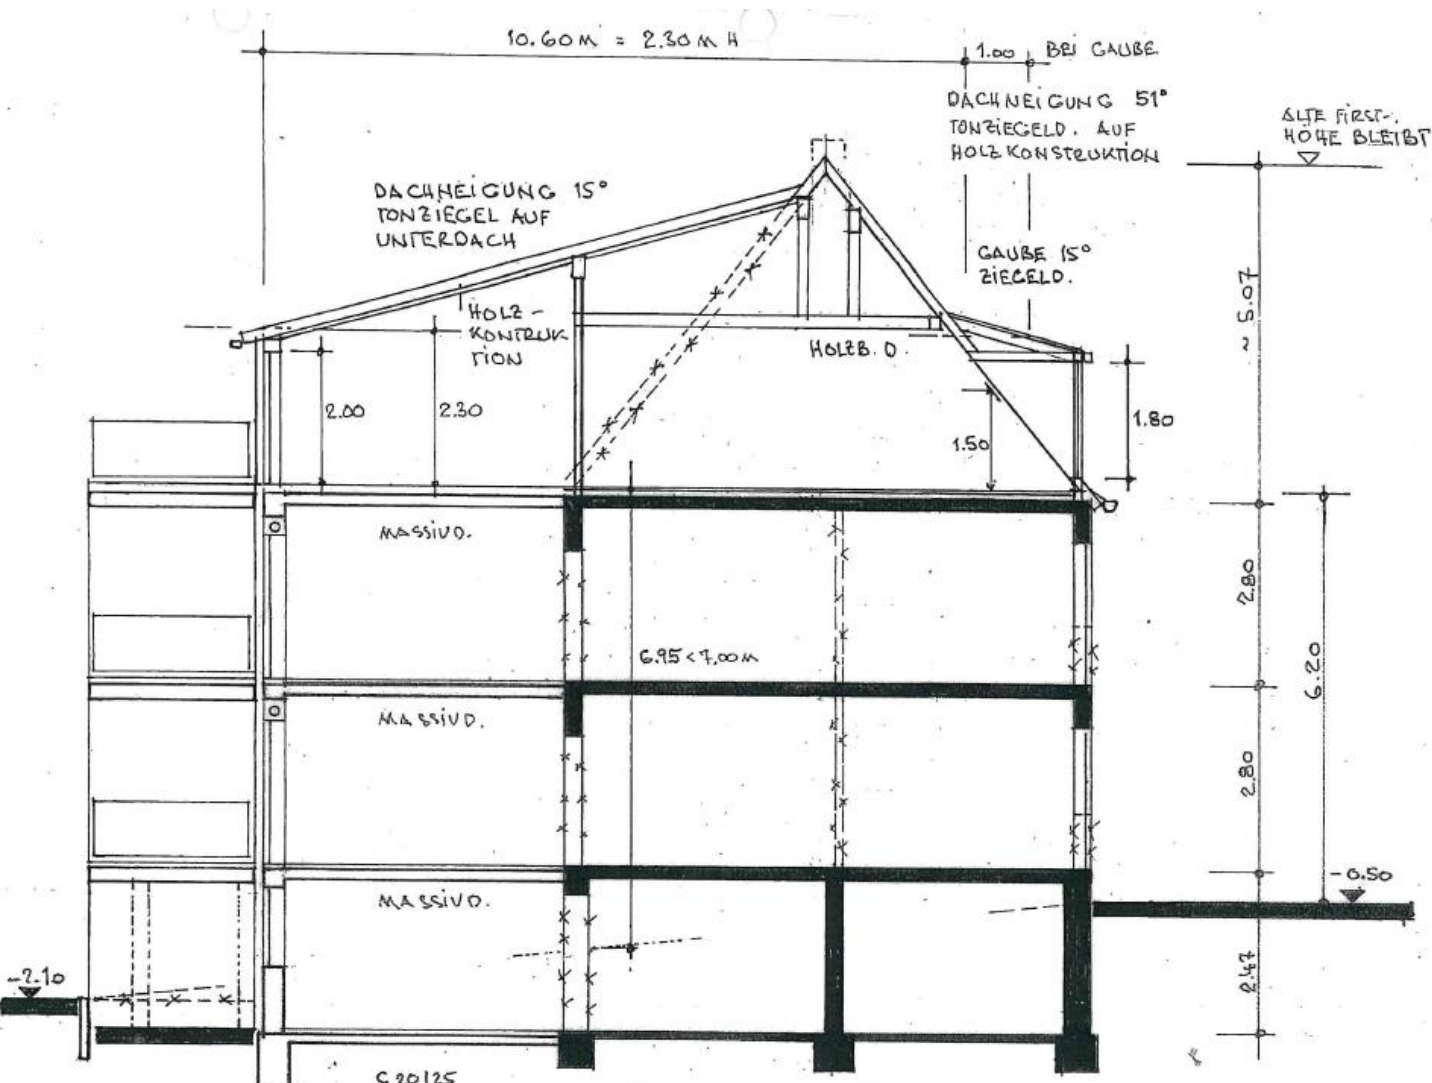 10.60 M = 2.30 M H
1.00
BEI GAUBE
DACHNEIGUNG 51°
TONZIEGELD. AUF
HOLZKONSTRUKTION
ALTE FIRST-
HÖHE BLEIBT
DACHNEIGUNG 15°
TONZIEGEL AUF
UNTERDACH
GAUBE 15°
ZIEGELD.
~ 5.07
HOLZ-
KONTRUK-
TION
HOLZB. D.
2.00
2.30
1.50
1.80
MASSIVD.
2.80
6.95 < 7,00 M
6.20
MASSIVD.
2.80
MASSIVD.
-0.50
-2.10
2.47
C 20/25